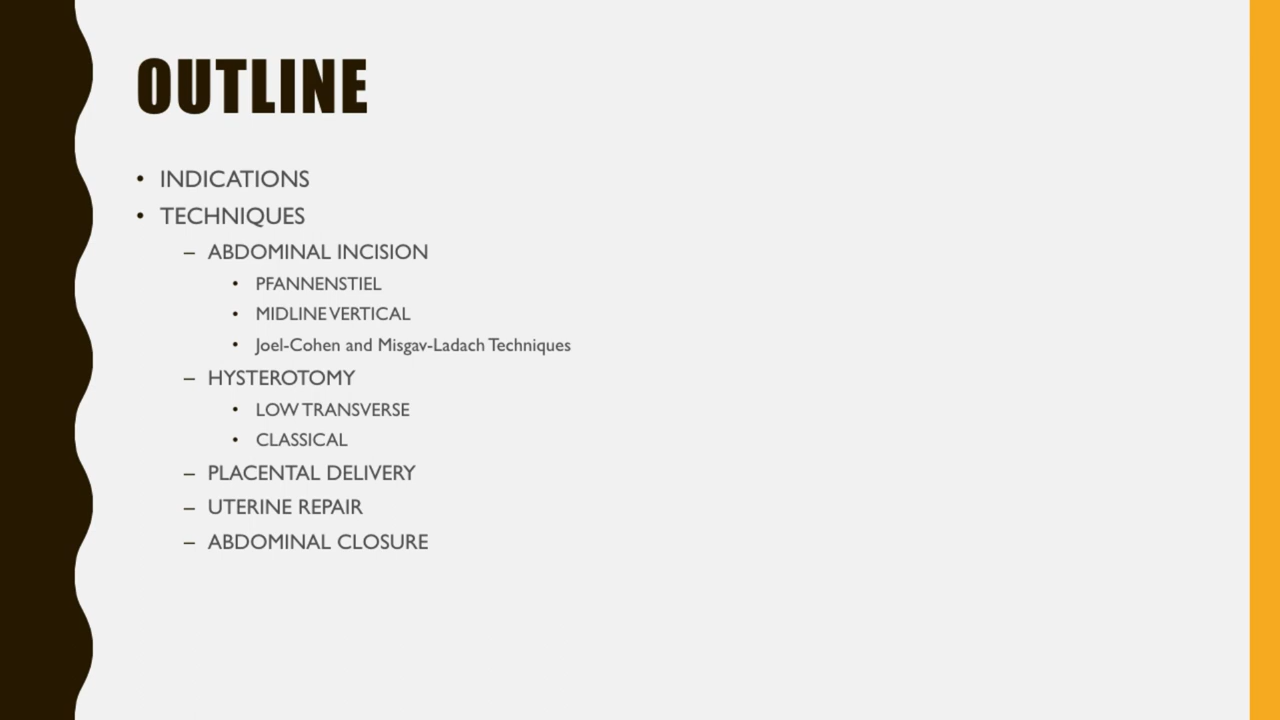 OUTLINE
• INDICATIONS
• TECHNIQUES
– ABDOMINAL INCISION
• PFANNENSTIEL
• MIDLINE VERTICAL
• Joel-Cohen and Misgav-Ladach Techniques
– HYSTEROTOMY
• LOW TRANSVERSE
• CLASSICAL
– PLACENTAL DELIVERY
– UTERINE REPAIR
– ABDOMINAL CLOSURE